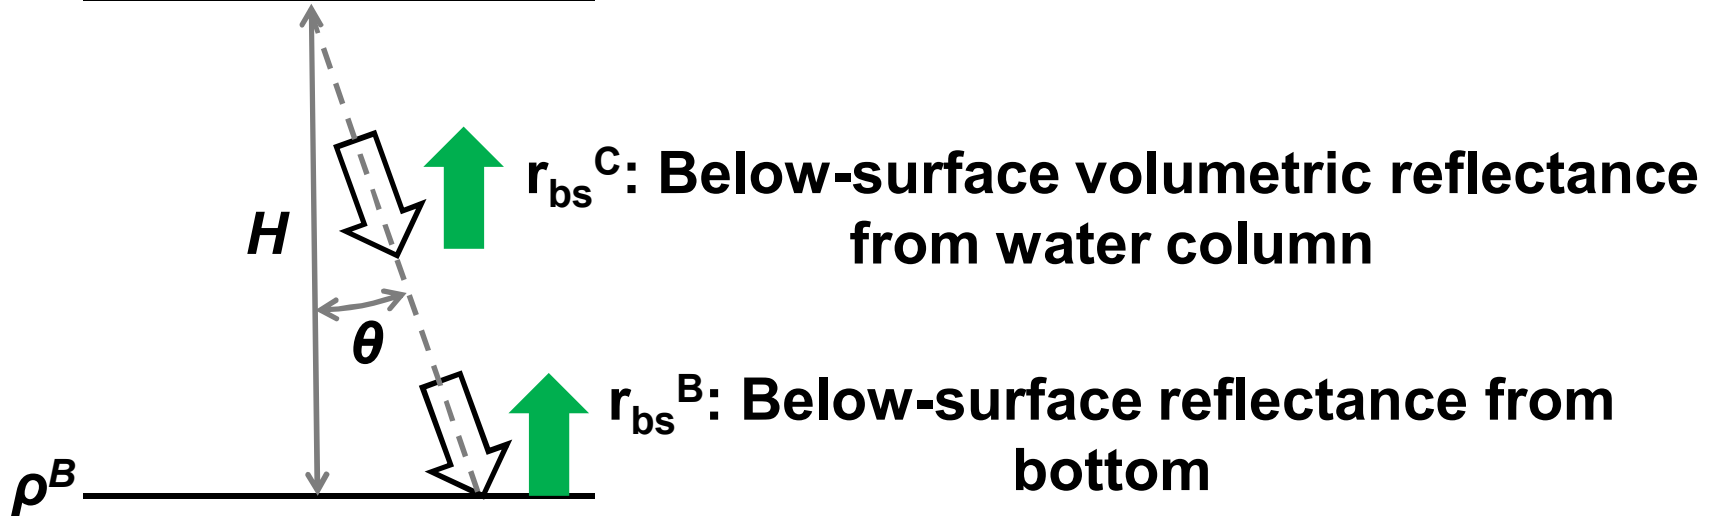 r_bs^C: Below-surface volumetric reflectance
from water column
H
θ
r_bs^B: Below-surface reflectance from
bottom
ρ^B